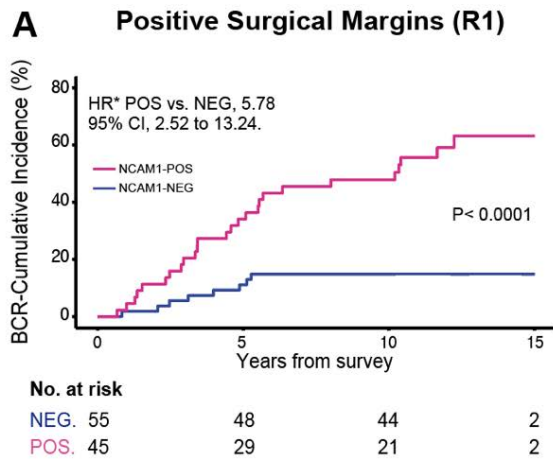 A Positive Surgical Margins (R1)
BCR-Cumulative Incidence (%)
80
60
40
20
0
HR* POS vs. NEG, 5.78
95% CI, 2.52 to 13.24.
NCAM1-POS
NCAM1-NEG
P< 0.0001
0 5 10 15
Years from survey
No. at risk
NEG. 55 48 44 2
POS. 45 29 21 2